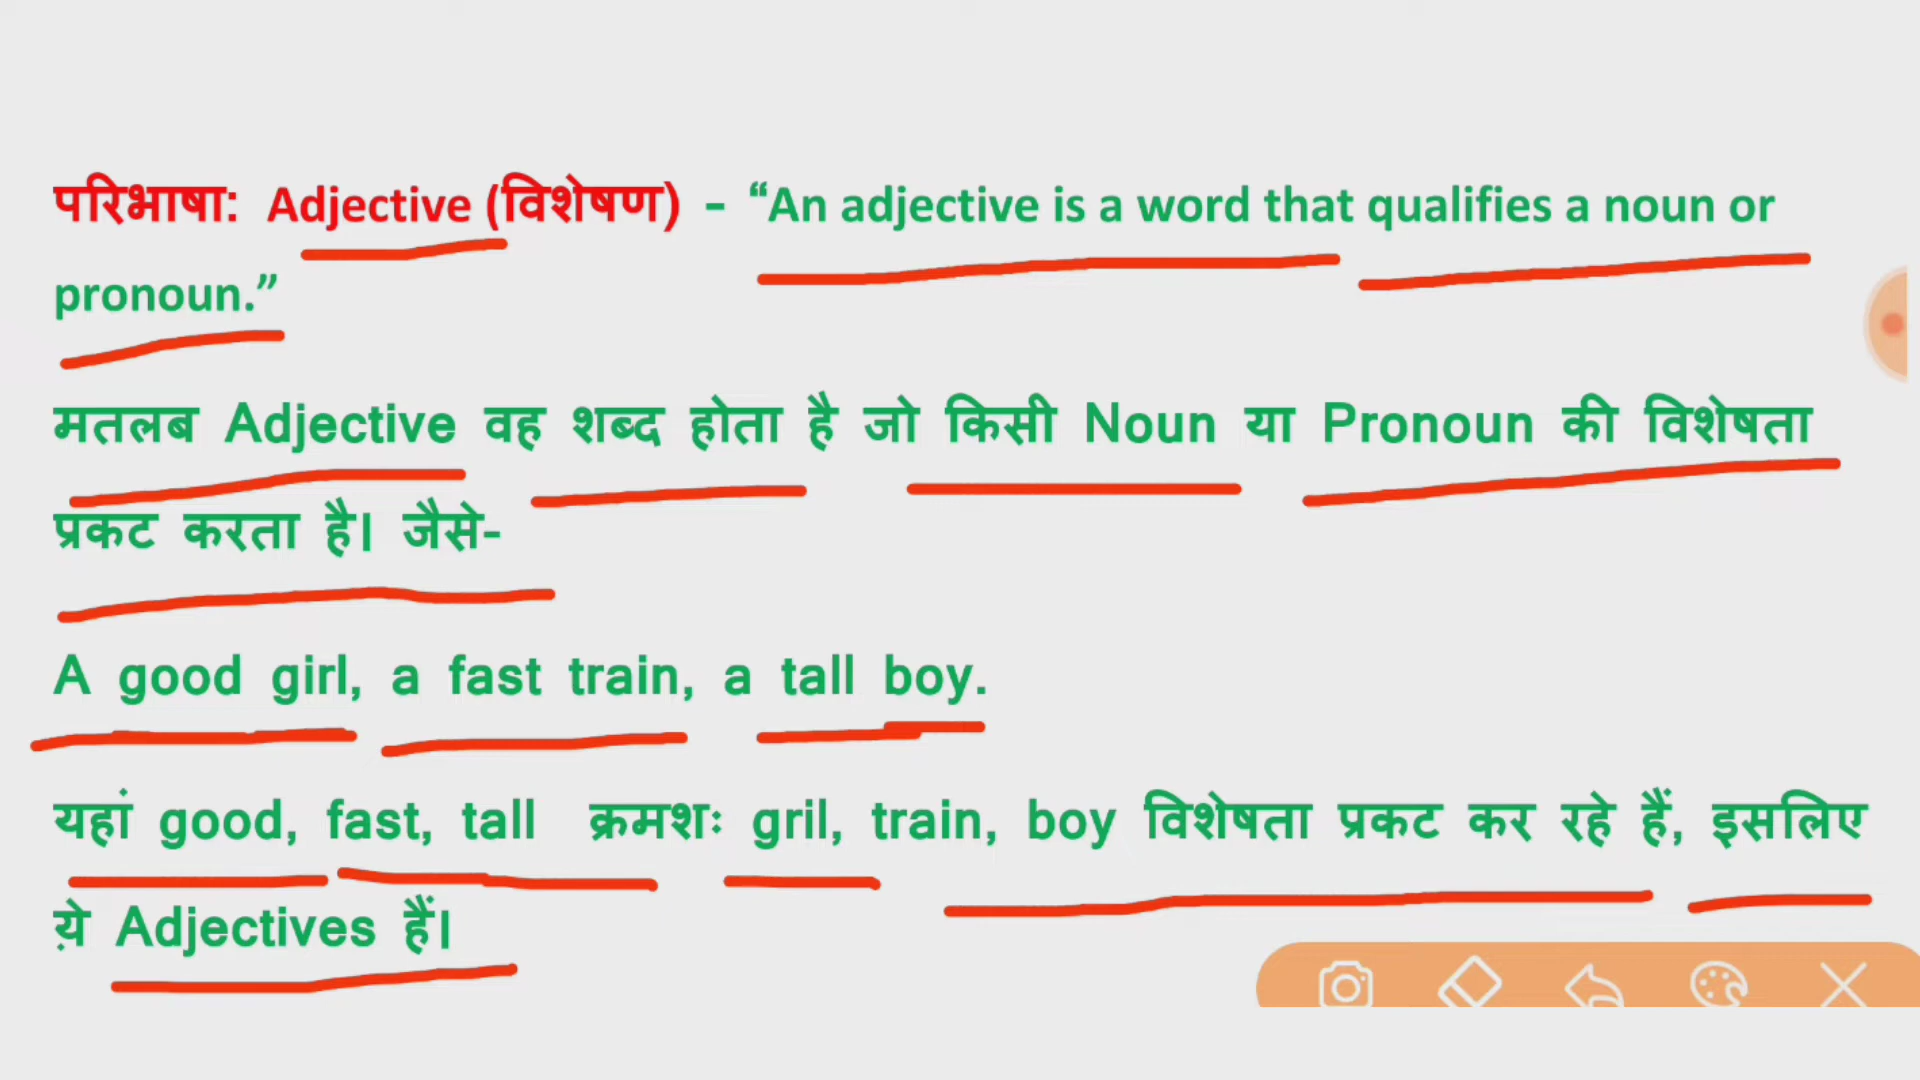 परिभाषा: Adjective (विशेषण) - “An adjective is a word that qualifies a noun or
pronoun.”
मतलब Adjective वह शब्द होता है जो किसी Noun या Pronoun की विशेषता
प्रकट करता है। जैसे-
A good girl, a fast train, a tall boy.
यहां good, fast, tall क्रमशः gril, train, boy विशेषता प्रकट कर रहे हैं, इसलिए
य़े Adjectives हैं।